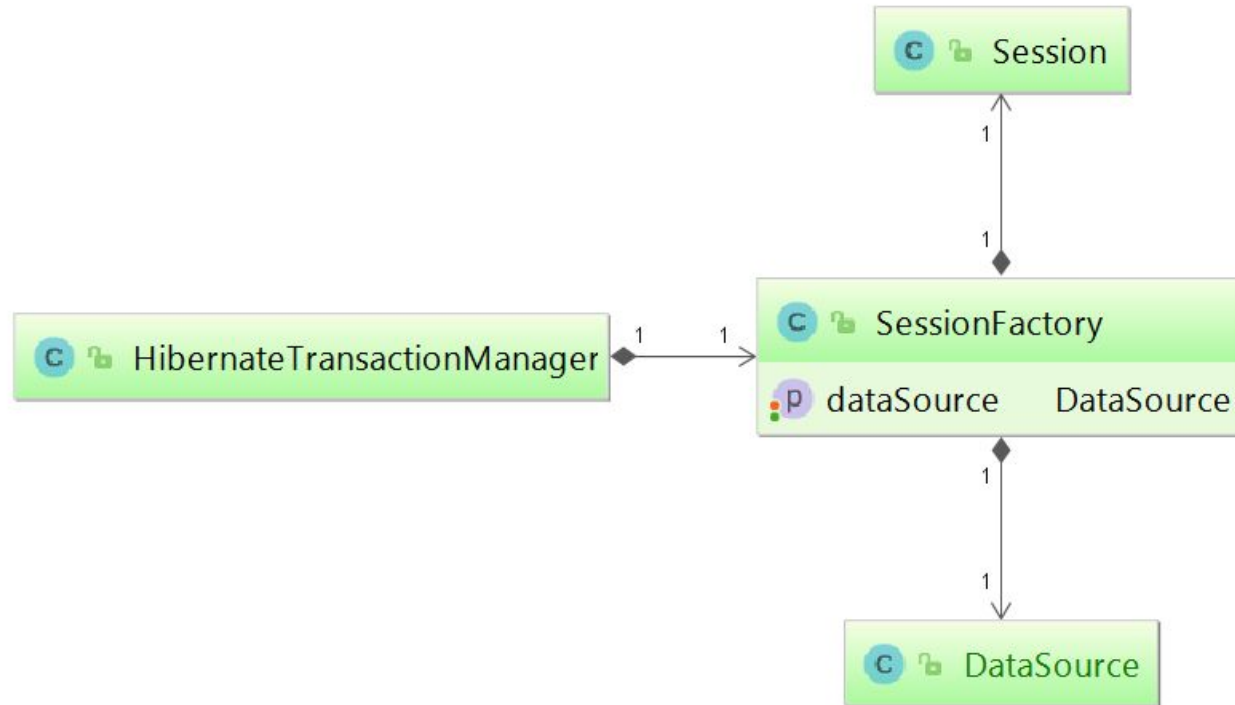 C Session
1
1
C SessionFactory
C HibernateTransactionManager
1 1
p dataSource DataSource
1
1
C DataSource